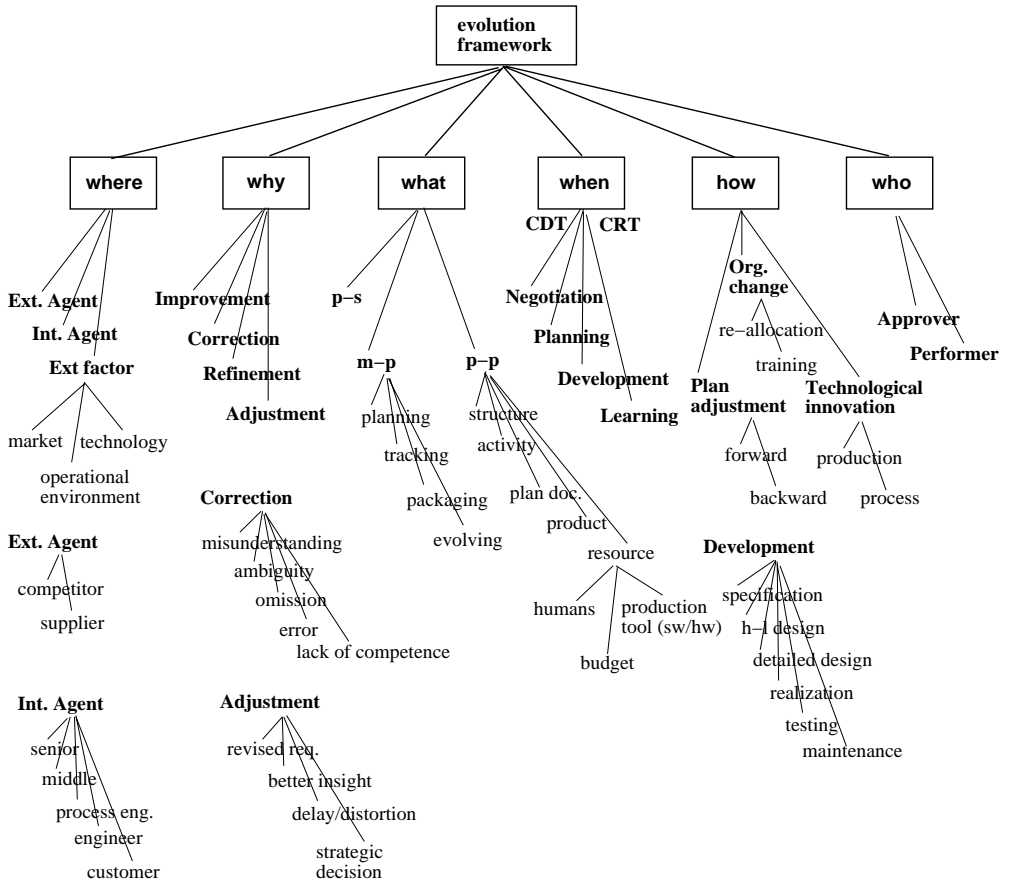 evolution
framework
where
why
what
when
how
who
CDT
CRT
Ext. Agent
Int. Agent
Ext factor
market
technology
operational
environment
Improvement
Correction
Refinement
Adjustment
p−s
m−p
planning
tracking
packaging
evolving
p−p
structure
activity
plan doc.
product
resource
humans
production
tool (sw/hw)
budget
Negotiation
Planning
Development
Learning
Org.
change
re−allocation
training
Plan
adjustment
forward
backward
Technological
innovation
production
process
Approver
Performer
Ext. Agent
competitor
supplier
Correction
misunderstanding
ambiguity
omission
error
lack of competence
Development
specification
h−l design
detailed design
realization
testing
maintenance
Int. Agent
senior
middle
process eng.
engineer
customer
Adjustment
revised req.
better insight
delay/distortion
strategic
decision